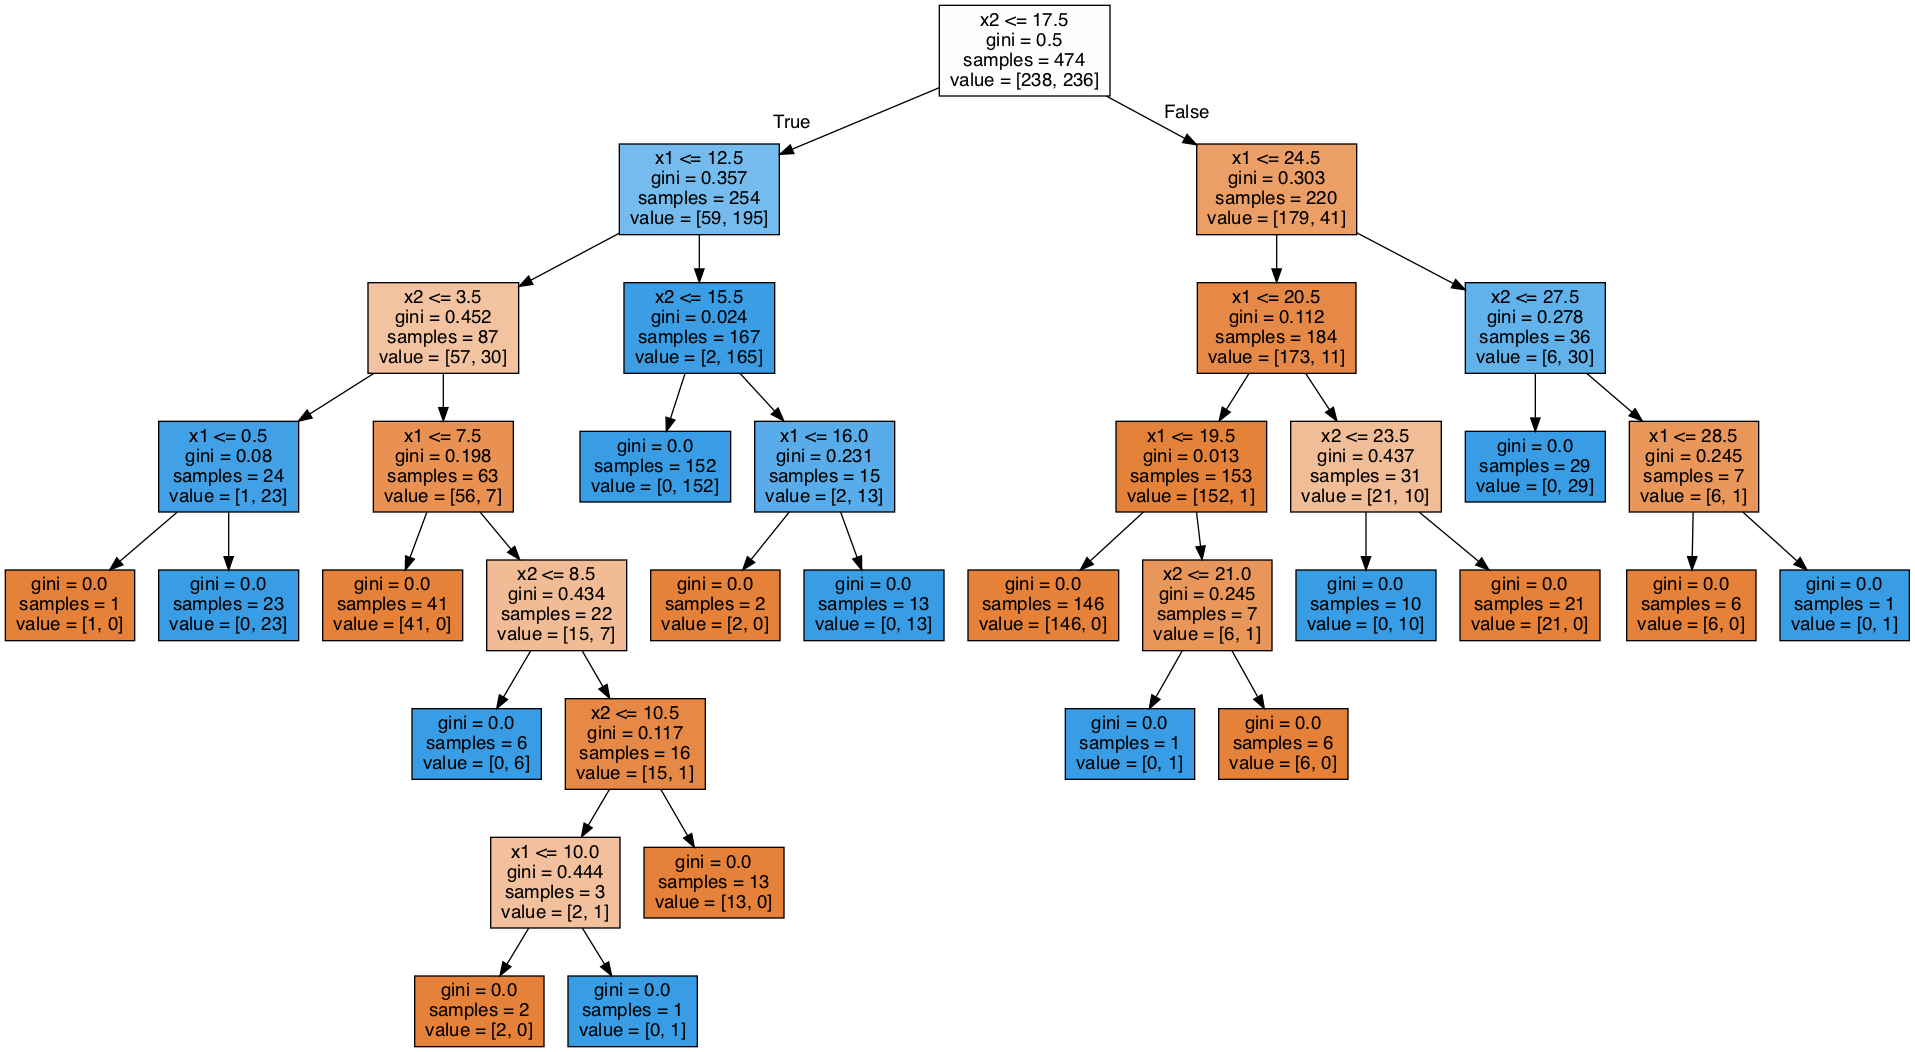 x2 <= 17.5
gini = 0.5
samples = 474
value = [238, 236]
True
False
x1 <= 12.5
gini = 0.357
samples = 254
value = [59, 195]
x1 <= 24.5
gini = 0.303
samples = 220
value = [179, 41]
x2 <= 3.5
gini = 0.452
samples = 87
value = [57, 30]
x2 <= 15.5
gini = 0.024
samples = 167
value = [2, 165]
x1 <= 20.5
gini = 0.112
samples = 184
value = [173, 11]
x2 <= 27.5
gini = 0.278
samples = 36
value = [6, 30]
x1 <= 0.5
gini = 0.08
samples = 24
value = [1, 23]
x1 <= 7.5
gini = 0.198
samples = 63
value = [56, 7]
gini = 0.0
samples = 152
value = [0, 152]
x1 <= 16.0
gini = 0.231
samples = 15
value = [2, 13]
x1 <= 19.5
gini = 0.013
samples = 153
value = [152, 1]
x2 <= 23.5
gini = 0.437
samples = 31
value = [21, 10]
gini = 0.0
samples = 29
value = [0, 29]
x1 <= 28.5
gini = 0.245
samples = 7
value = [6, 1]
gini = 0.0
samples = 1
value = [1, 0]
gini = 0.0
samples = 23
value = [0, 23]
gini = 0.0
samples = 41
value = [41, 0]
x2 <= 8.5
gini = 0.434
samples = 22
value = [15, 7]
gini = 0.0
samples = 2
value = [2, 0]
gini = 0.0
samples = 13
value = [0, 13]
gini = 0.0
samples = 146
value = [146, 0]
x2 <= 21.0
gini = 0.245
samples = 7
value = [6, 1]
gini = 0.0
samples = 10
value = [0, 10]
gini = 0.0
samples = 21
value = [21, 0]
gini = 0.0
samples = 6
value = [6, 0]
gini = 0.0
samples = 1
value = [0, 1]
gini = 0.0
samples = 6
value = [0, 6]
x2 <= 10.5
gini = 0.117
samples = 16
value = [15, 1]
gini = 0.0
samples = 1
value = [0, 1]
gini = 0.0
samples = 6
value = [6, 0]
x1 <= 10.0
gini = 0.444
samples = 3
value = [2, 1]
gini = 0.0
samples = 13
value = [13, 0]
gini = 0.0
samples = 2
value = [2, 0]
gini = 0.0
samples = 1
value = [0, 1]